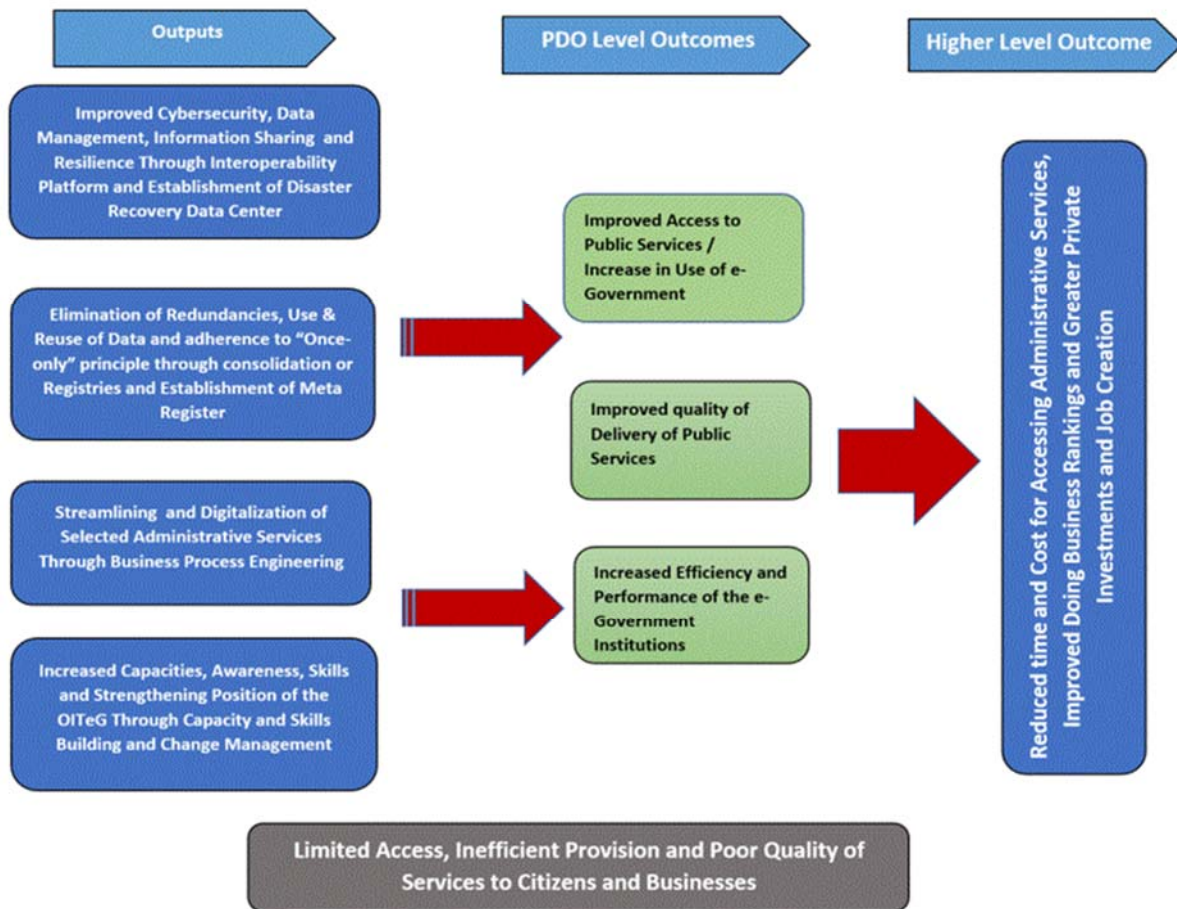 Outputs
PDO Level Outcomes
Higher Level Outcome
Improved Cybersecurity, Data
Management, Information Sharing and
Resilience Through Interoperability
Platform and Establishment of Disaster
Recovery Data Center
Elimination of Redundancies, Use &
Reuse of Data and adherence to “Once-
only” principle through consolidation or
Registries and Establishment of Meta
Register
Streamlining and Digitalization of
Selected Administrative Services
Through Business Process Engineering
Increased Capacities, Awareness, Skills
and Strengthening Position of the
OITeG Through Capacity and Skills
Building and Change Management
Improved Access to
Public Services /
Increase in Use of e-
Government
Improved quality of
Delivery of Public
Services
Increased Efficiency and
Performance of the e-
Government
Institutions
Reduced time and Cost for Accessing Administrative Services,
Improved Doing Business Rankings and Greater Private
Investments and Job Creation
Limited Access, Inefficient Provision and Poor Quality of
Services to Citizens and Businesses